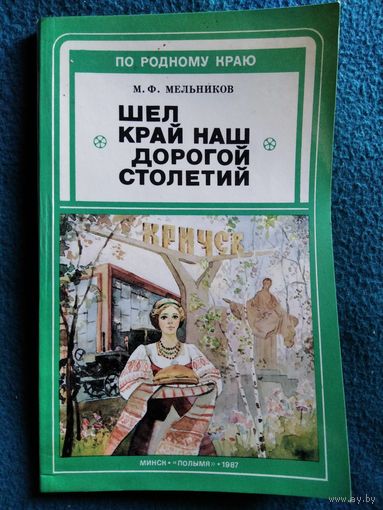 ПО РОДНОМУ КРАЮ
М. Ф. МЕЛЬНИКОВ
ШЕЛ
КРАЙ НАШ
ДОРОГОЙ
СТОЛЕТИЙ
КРИЧЕВ
МИНСК • «ПОЛЫМЯ» • 1987
www.ay.by